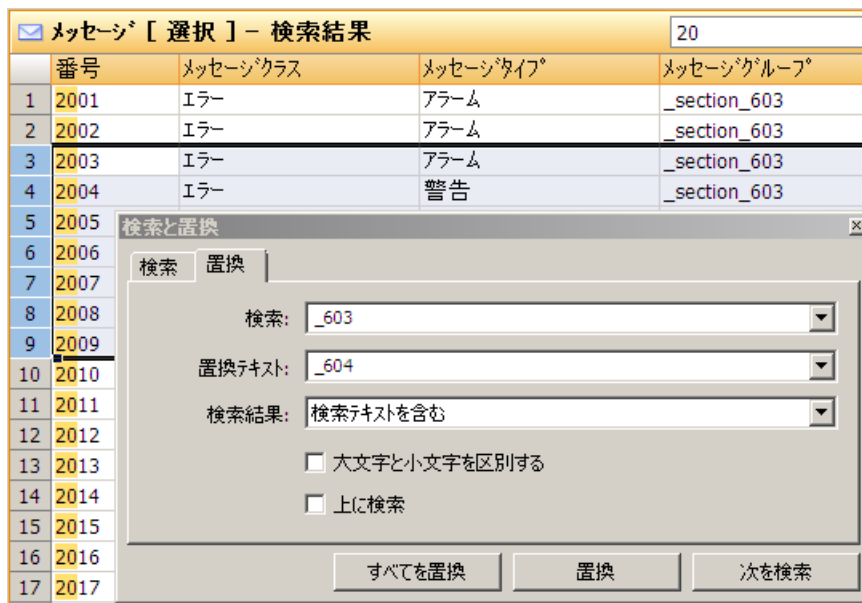 メッセージ [ 選択 ] - 検索結果 20
番号 メッセージクラス メッセージタイプ メッセージグループ
1 2001 エラー アラーム _section_603
2 2002 エラー アラーム _section_603
3 2003 エラー アラーム _section_603
4 2004 エラー 警告 _section_603
5 2005
検索と置換
6 2006
検索 置換
7 2007
8 2008
検索: _603
9 2009
置換テキスト: _604
10 2010
11 2011
検索結果: 検索テキストを含む
12 2012
13 2013
大文字と小文字を区別する
14 2014
上に検索
15 2015
16 2016
すべてを置換 置換 次を検索
17 2017